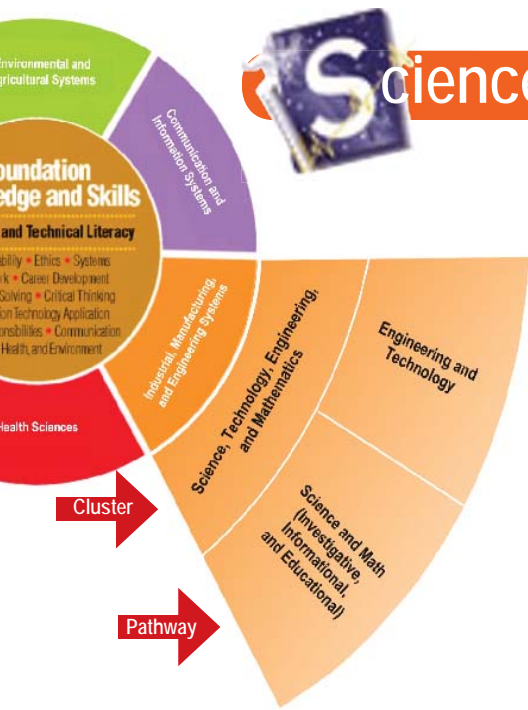 Science
Environmental and
Agricultural Systems
Communication and
Information Systems
Foundation
Knowledge and Skills
and Technical Literacy
• Ethics • Systems
• Career Development
Solving • Critical Thinking
Technology Application
• Communication
Health, and Environment
Industrial, Manufacturing,
and Engineering Systems
Science, Technology, Engineering,
and Mathematics
Engineering and
Technology
Science and Math
(Investigative,
Informational,
and Educational)
Health Sciences
Cluster
Pathway